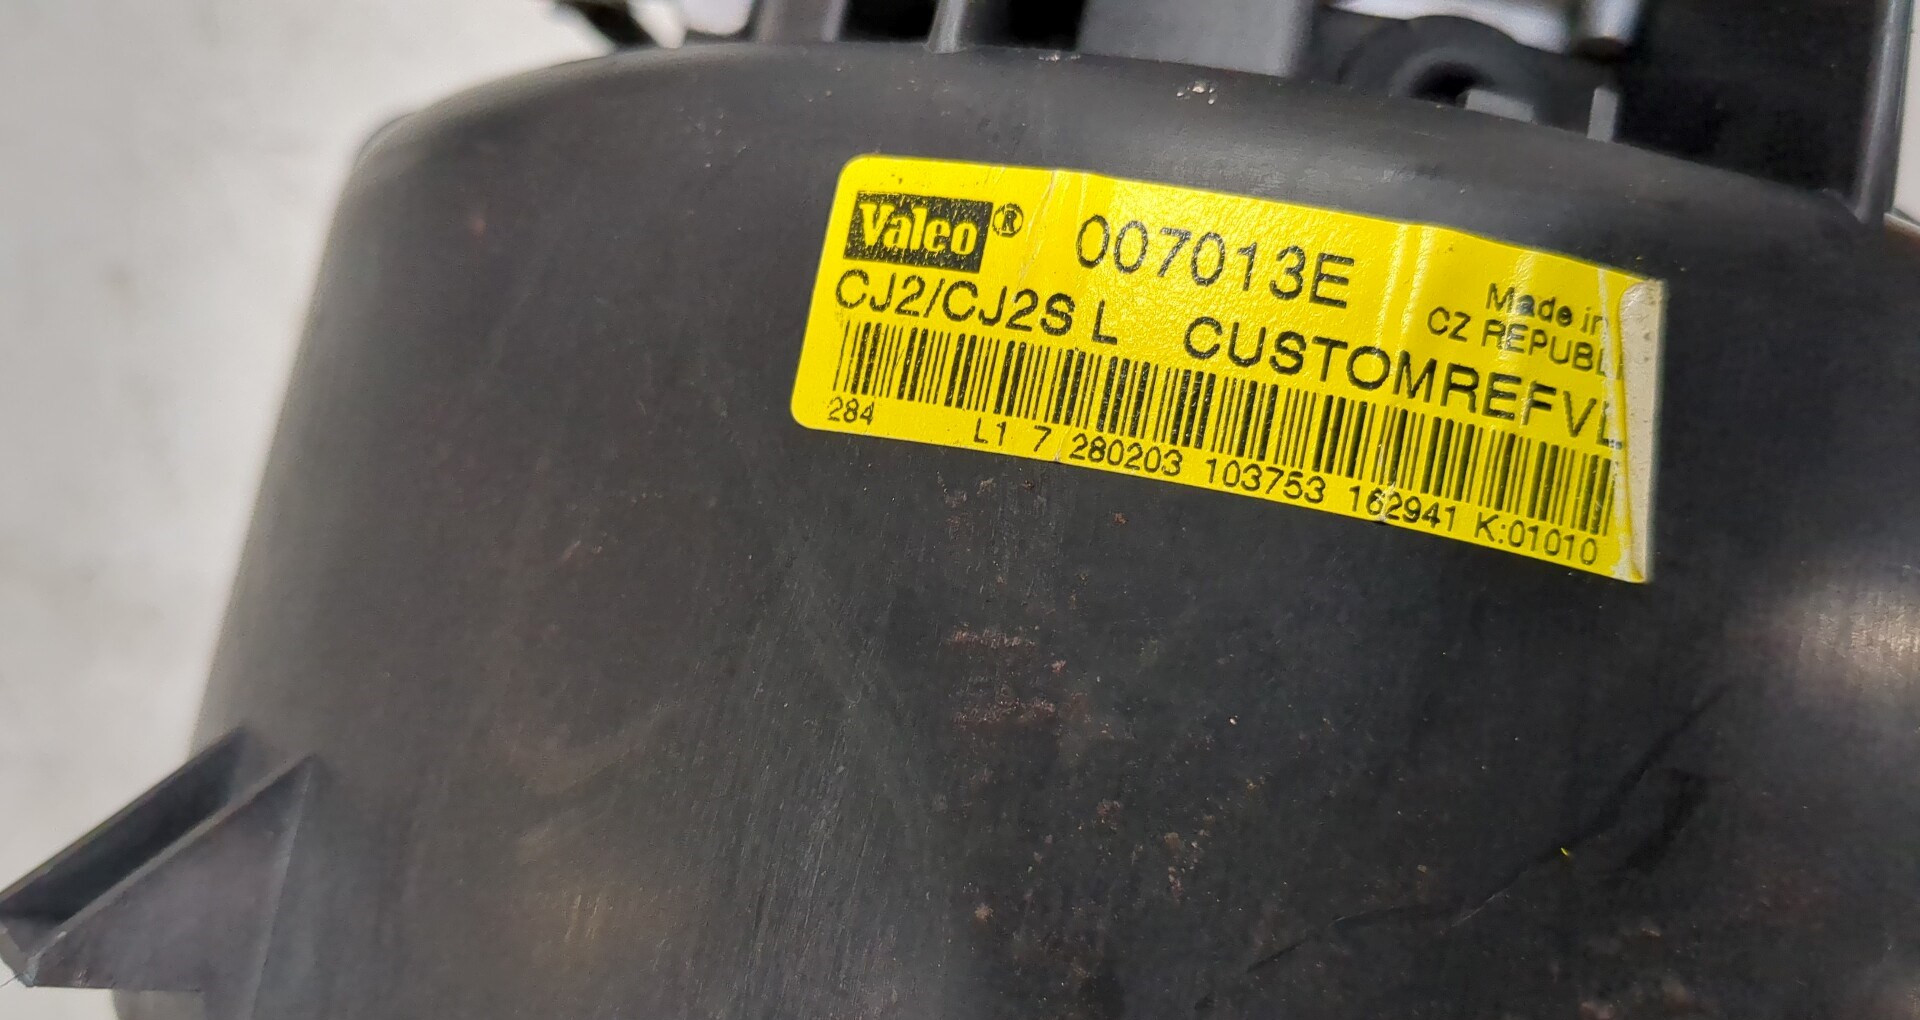 Valeo® 007013E
Made in
CZ REPUBL
CJ2/CJ2S L CUSTOMREFVL
284 L1 7 280203 103753 162941 K:01010